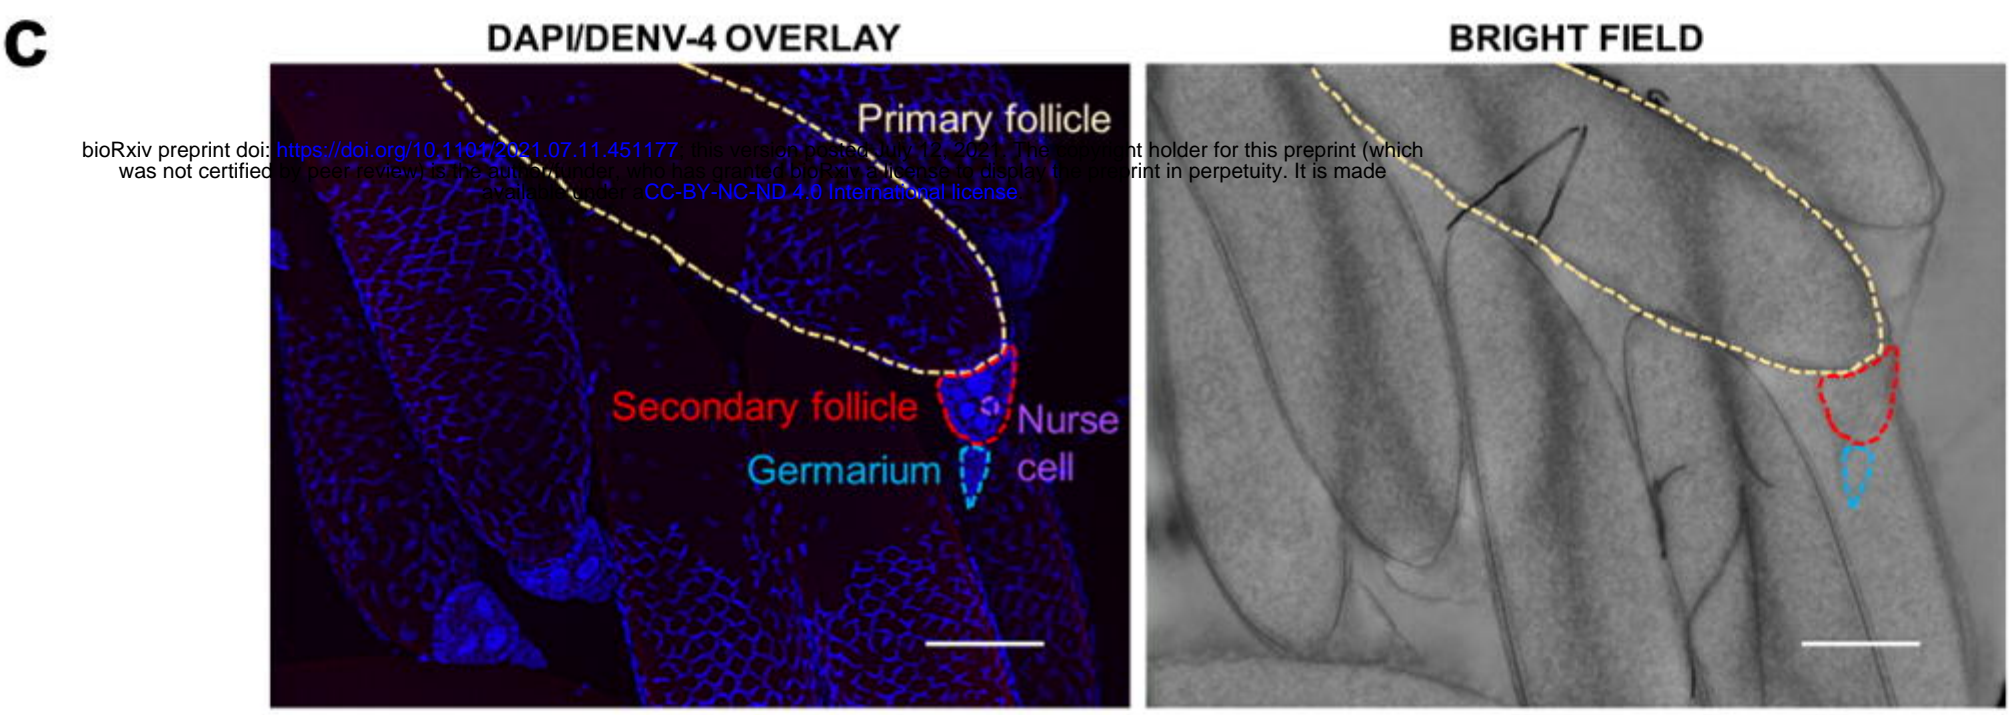 C
DAPI/DENV-4 OVERLAY
BRIGHT FIELD
Primary follicle
bioRxiv preprint doi: https://doi.org/10.1101/2021.07.11.451177; this version posted July 12, 2021. The copyright holder for this preprint (which
was not certified by peer review) is the author/funder, who has granted bioRxiv a license to display the preprint in perpetuity. It is made
available under aCC-BY-NC-ND 4.0 International license
Secondary follicle
Nurse
cell
Germarium